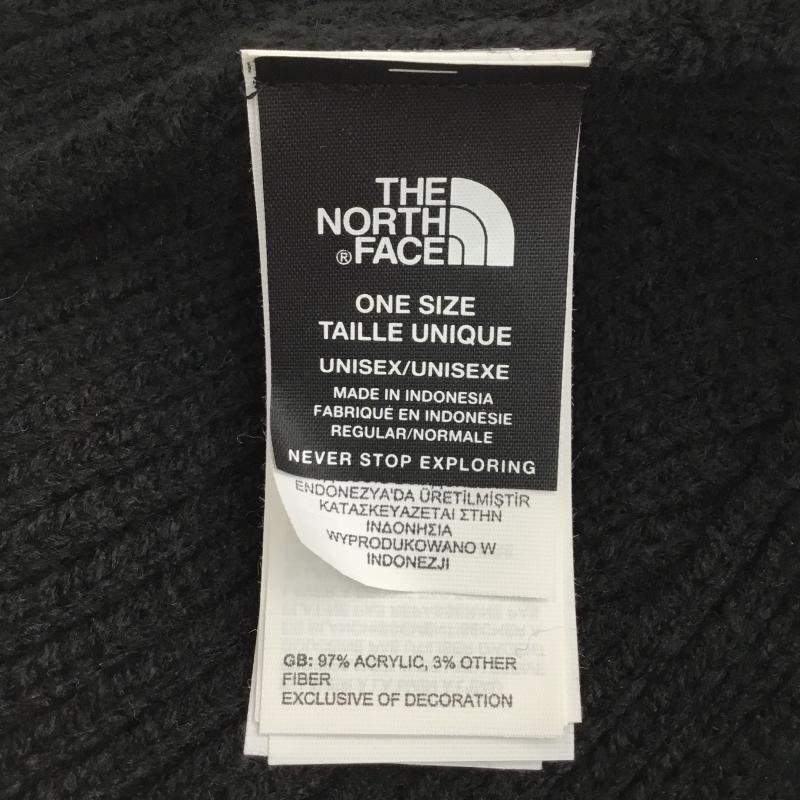 THE
NORTH
®FACE
ONE SIZE
TAILLE UNIQUE
UNISEX/UNISEXE
MADE IN INDONESIA
FABRIQUÉ EN INDONÉSIE
REGULAR/NORMALE
NEVER STOP EXPLORING
ENDONEZYA'DA ÜRETİLMİŞTİR
ΚΑΤΑΣΚΕΥΑΖΕΤΑΙ ΣΤΗΝ
ΙΝΔΟΝΗΣΙΑ
WYPRODUKOWANO W
INDONEZJI
GB: 97% ACRYLIC, 3% OTHER
FIBER
EXCLUSIVE OF DECORATION